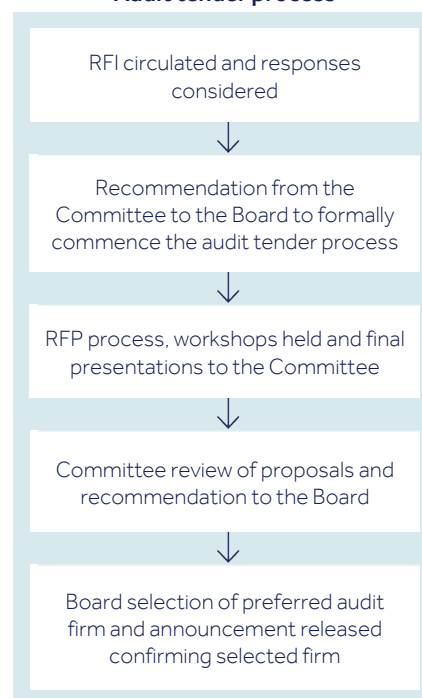 Audit tender process
RFI circulated and responses
considered
Recommendation from the
Committee to the Board to formally
commence the audit tender process
RFP process, workshops held and final
presentations to the Committee
Committee review of proposals and
recommendation to the Board
Board selection of preferred audit
firm and announcement released
confirming selected firm